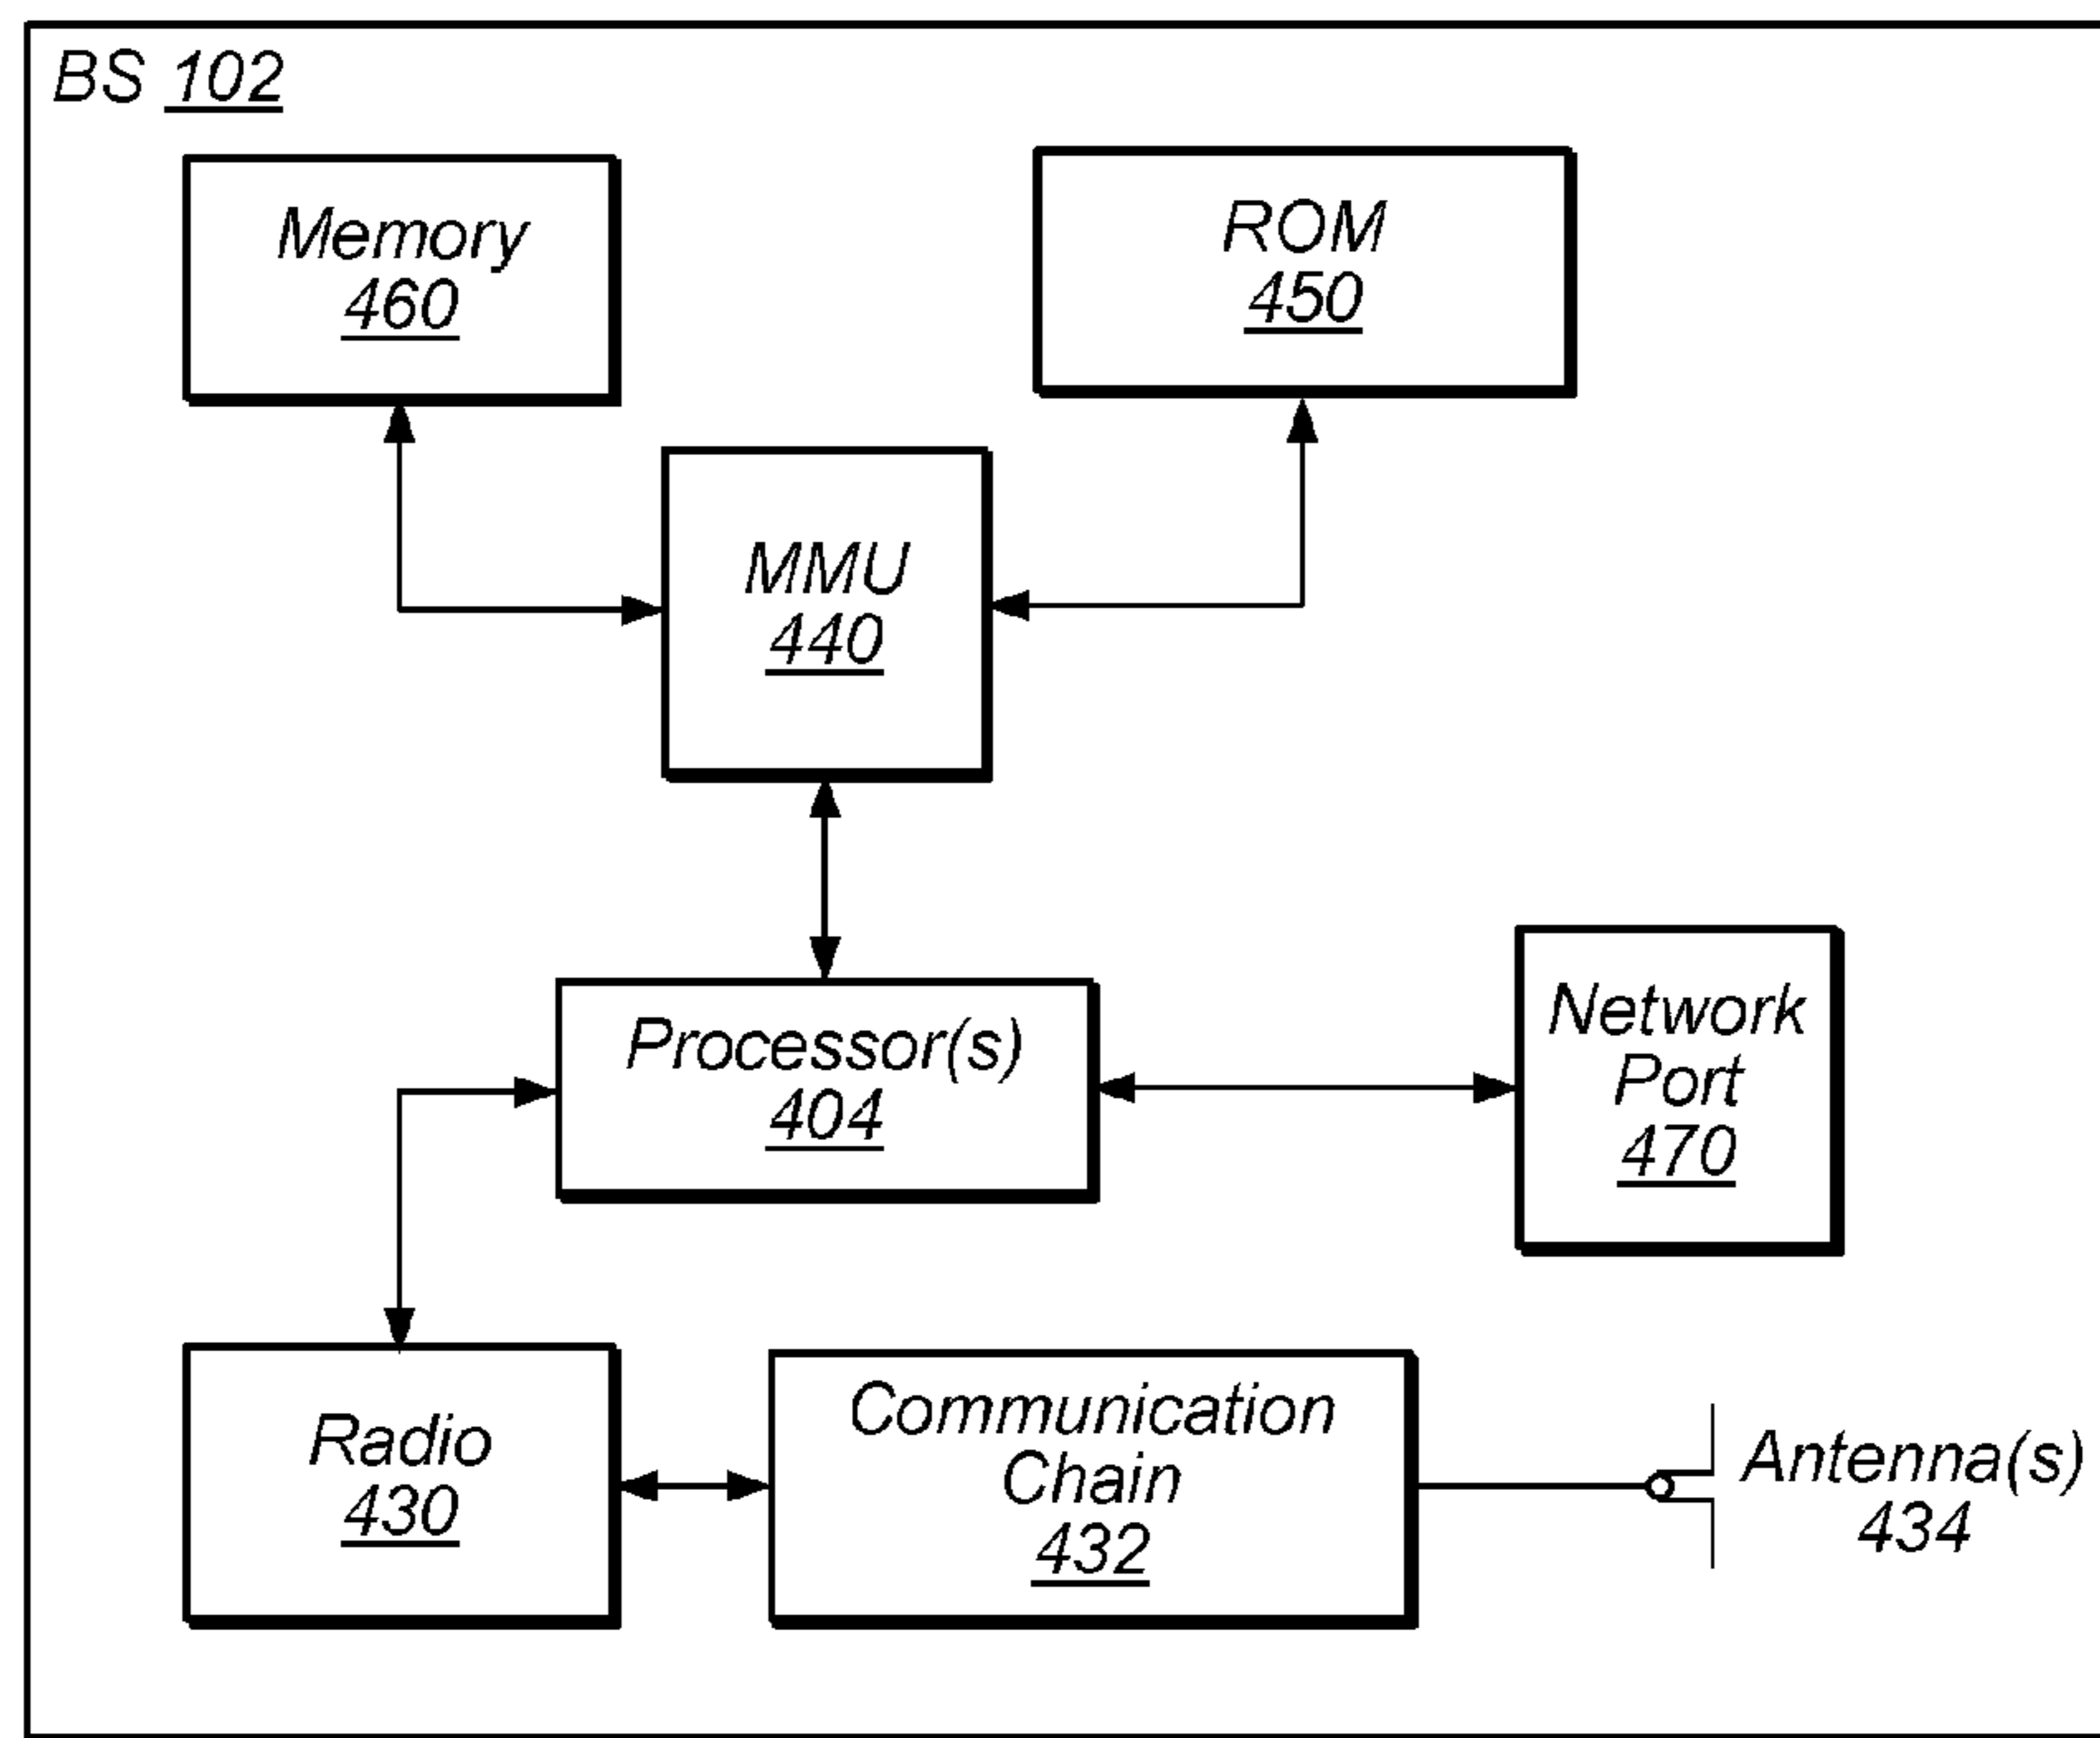 BS 102
Memory
460
ROM
450
MMU
440
Processor(s)
404
Network
Port
470
Radio
430
Communication
Chain
432
Antenna(s)
434